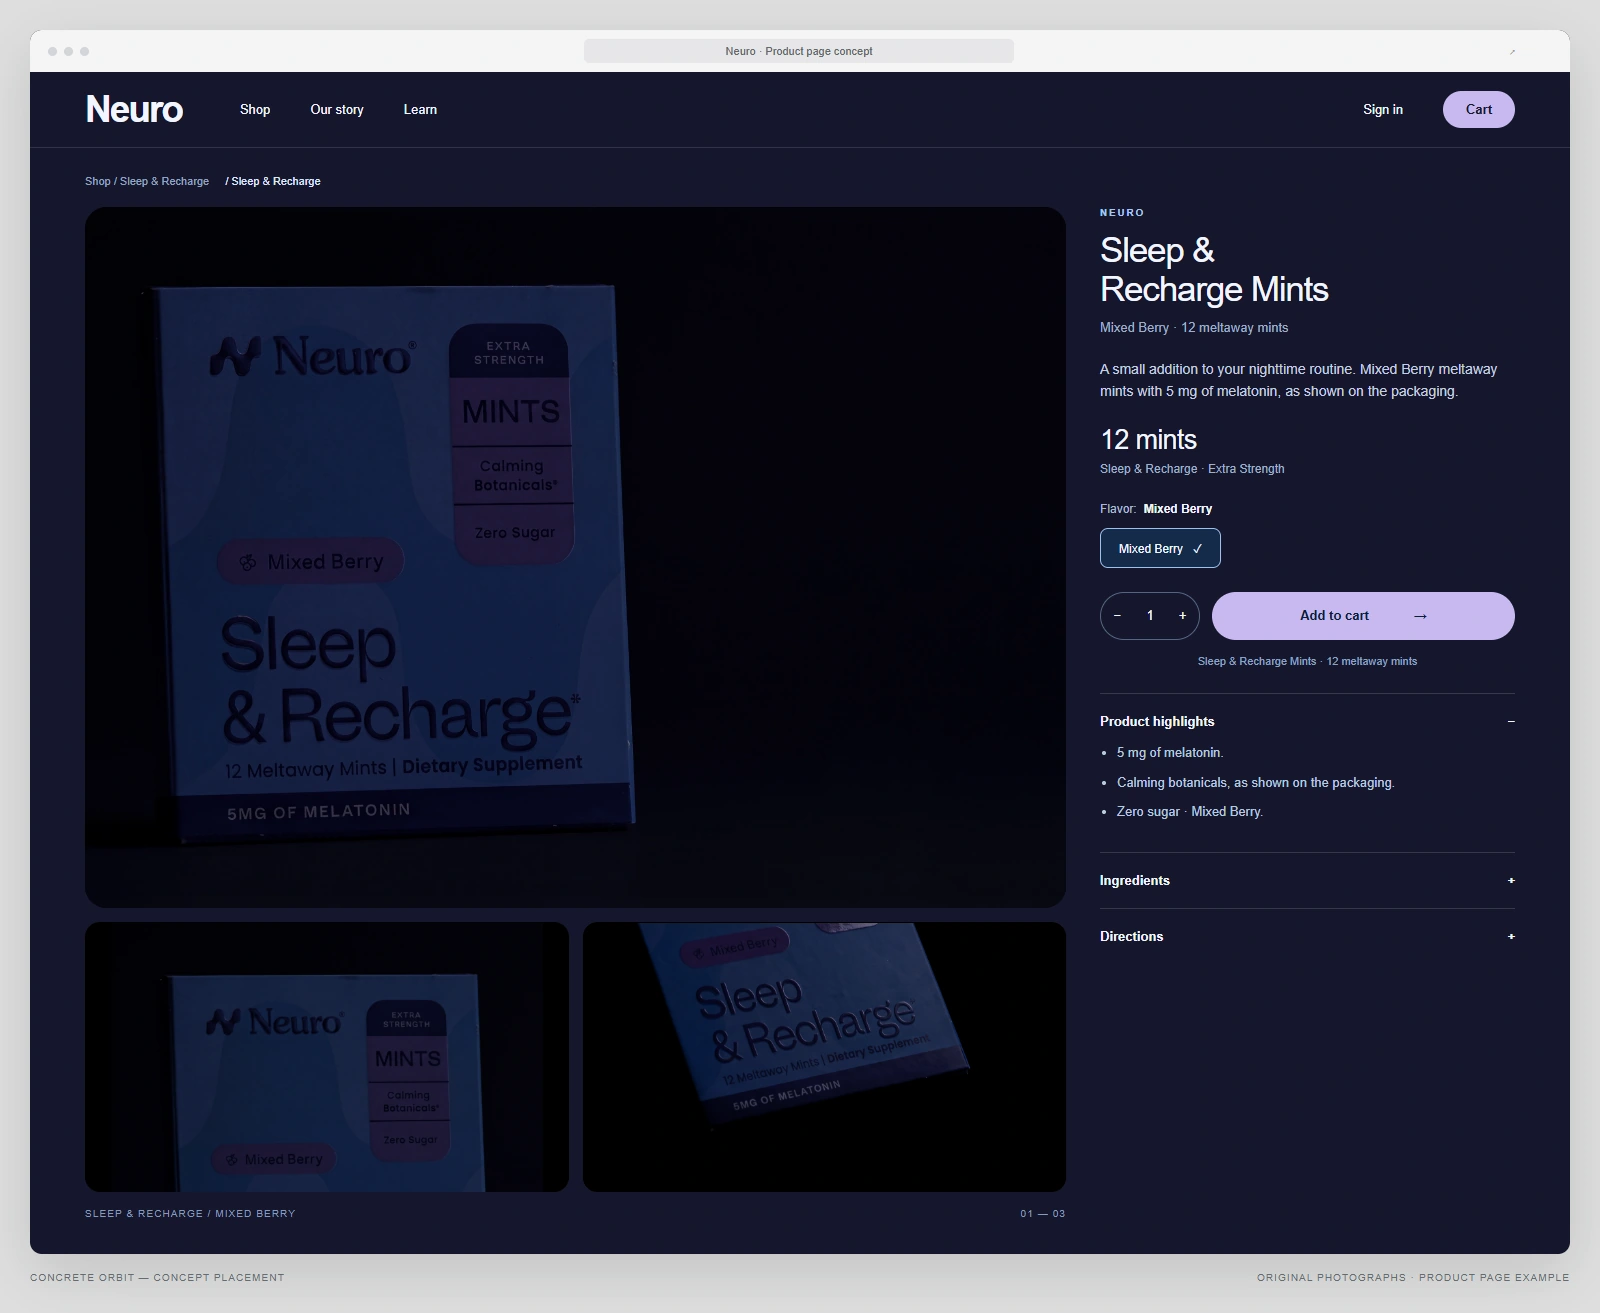 Neuro · Product page concept
Neuro
Shop
Our story
Learn
Sign in
Cart
Shop / Sleep & Recharge / Sleep & Recharge
Neuro®
EXTRA
STRENGTH
MINTS
Calming
Botanicals*
Zero Sugar
Mixed Berry
Sleep
& Recharge*
12 Meltaway Mints | Dietary Supplement
5MG OF MELATONIN
Neuro®
EXTRA
STRENGTH
MINTS
Calming
Botanicals*
Zero Sugar
Mixed Berry
Mixed Berry
Sleep
& Recharge*
12 Meltaway Mints | Dietary Supplement
5MG OF MELATONIN
SLEEP & RECHARGE / MIXED BERRY
01 — 03
NEURO
Sleep &
Recharge Mints
Mixed Berry · 12 meltaway mints
A small addition to your nighttime routine. Mixed Berry meltaway
mints with 5 mg of melatonin, as shown on the packaging.
12 mints
Sleep & Recharge · Extra Strength
Flavor: Mixed Berry
Mixed Berry ✓
− 1 +
Add to cart →
Sleep & Recharge Mints · 12 meltaway mints
Product highlights −
• 5 mg of melatonin.
• Calming botanicals, as shown on the packaging.
• Zero sugar · Mixed Berry.
Ingredients +
Directions +
CONCRETE ORBIT — CONCEPT PLACEMENT
ORIGINAL PHOTOGRAPHS · PRODUCT PAGE EXAMPLE